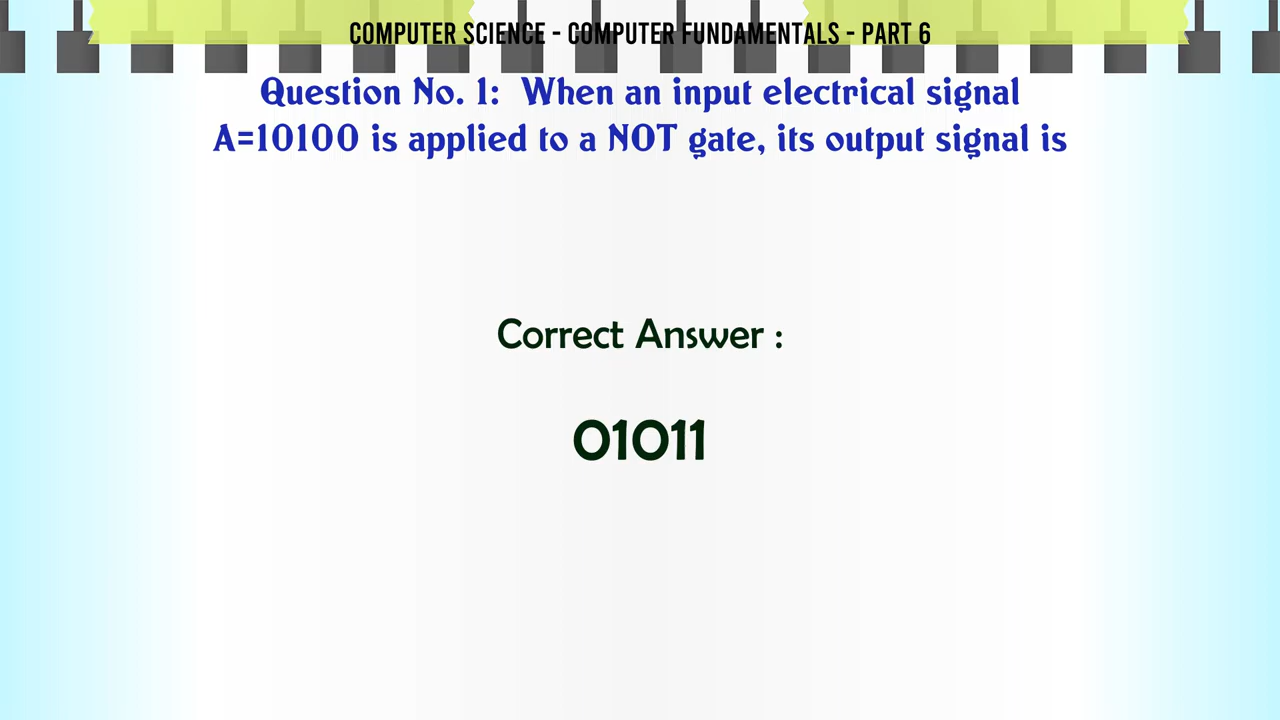 COMPUTER SCIENCE - COMPUTER FUNDAMENTALS - PART 6
Question No. 1: When an input electrical signal
A=10100 is applied to a NOT gate, its output signal is
Correct Answer :
01011